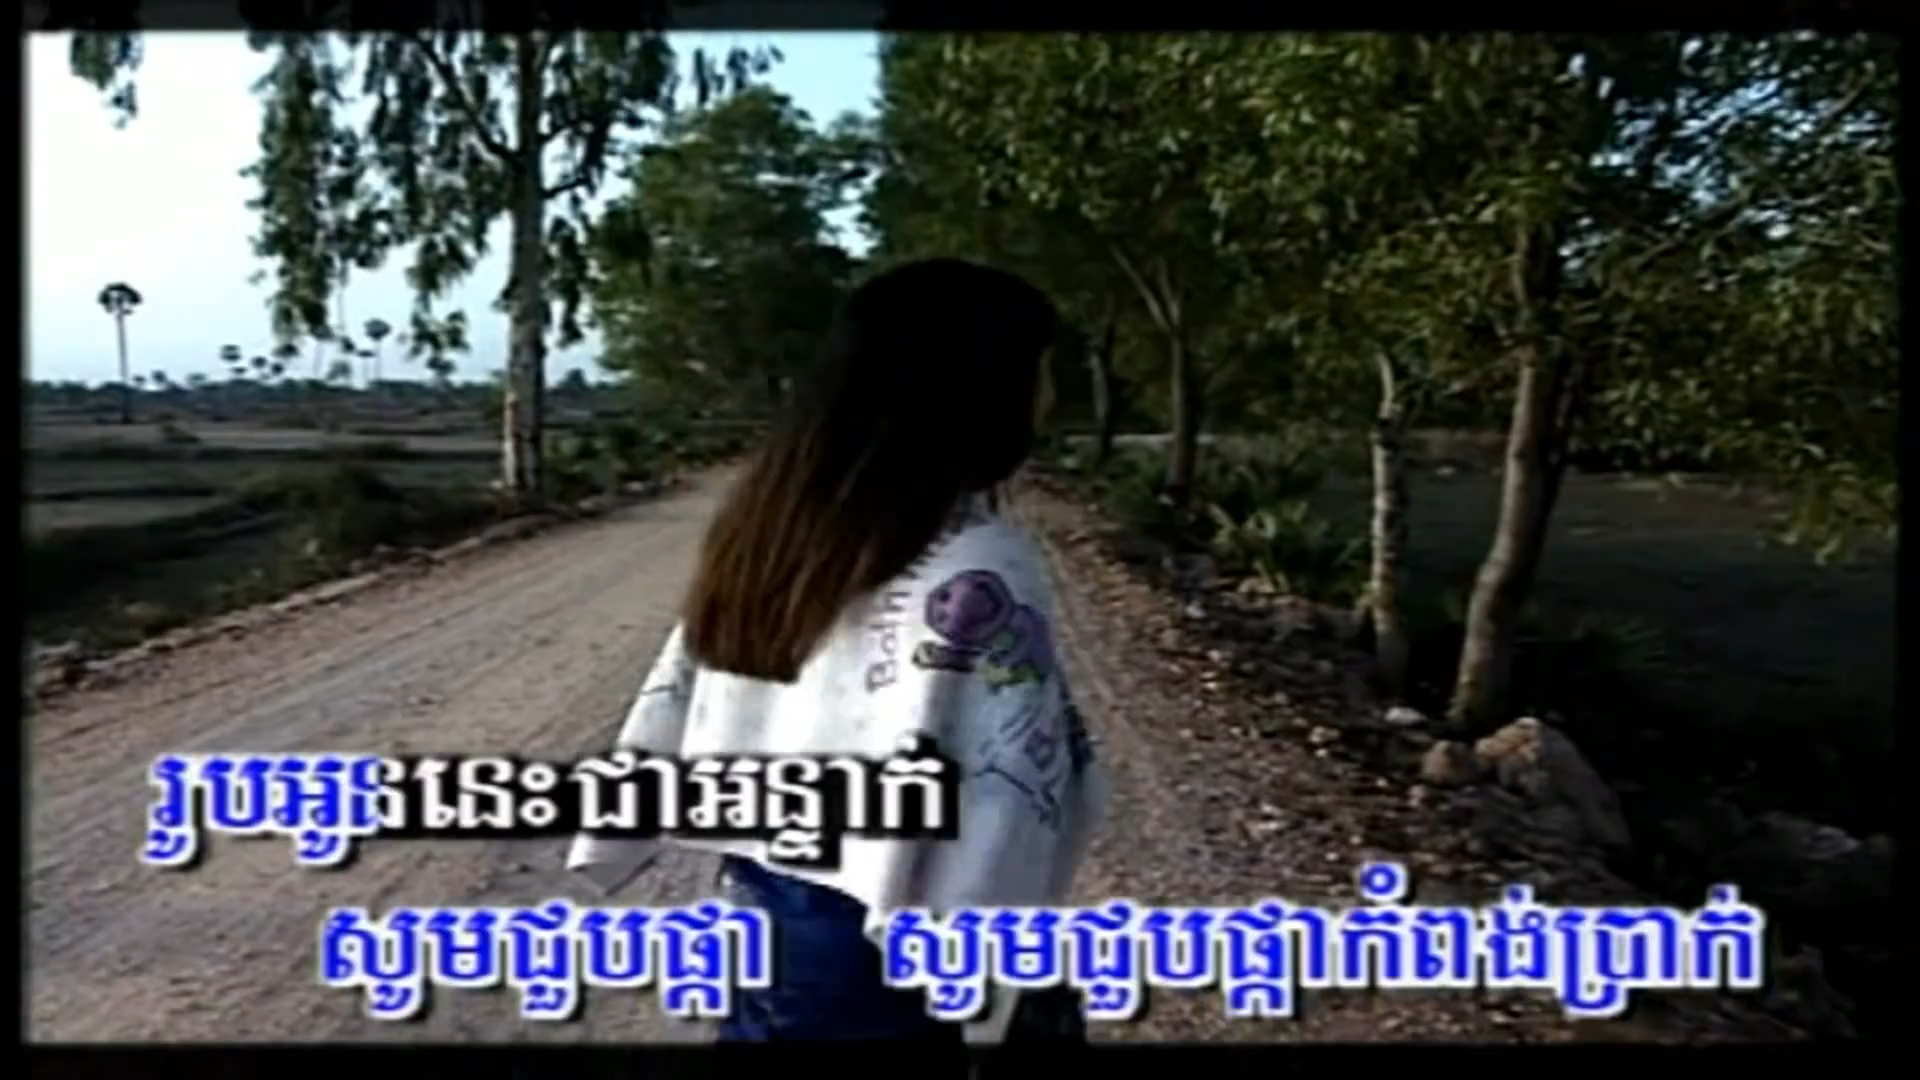 រូបអូននេះជាអន្ទាក់
សូមជួបផ្កា សូមជួបផ្កាកំពង់ប្រាក់